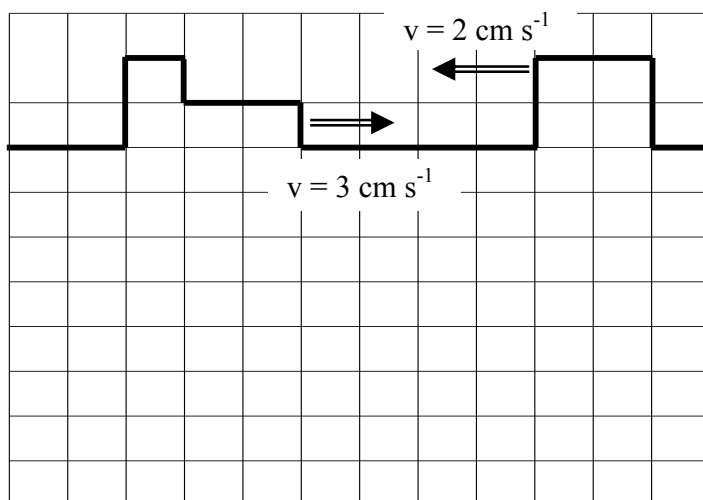 v = 2 cm s⁻¹
v = 3 cm s⁻¹